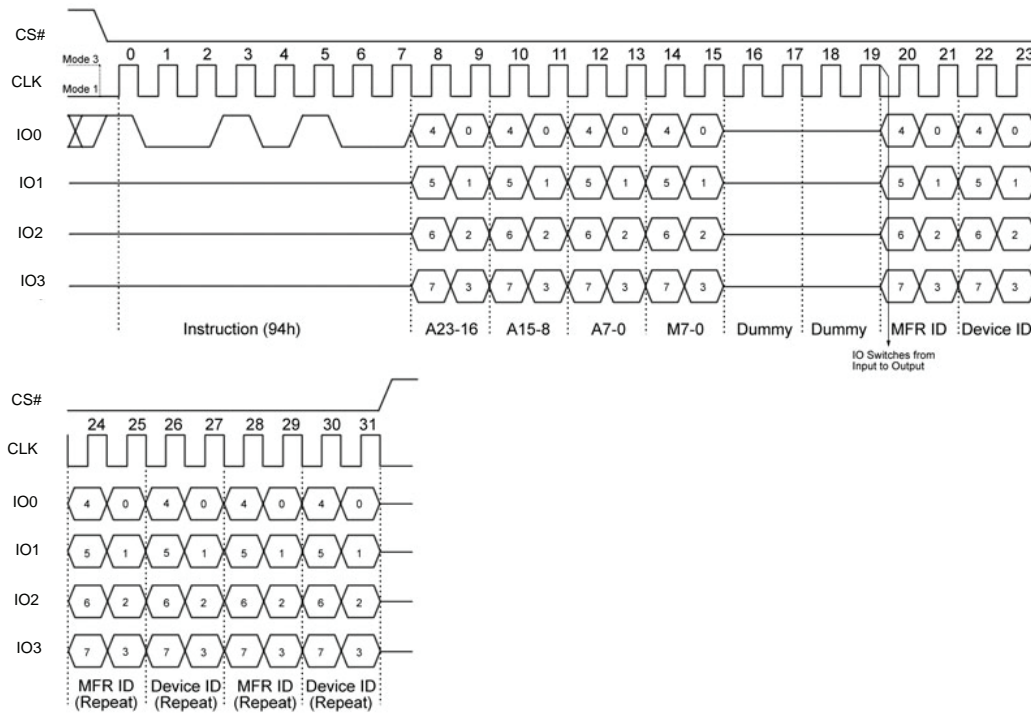 CS#
0 1 2 3 4 5 6 7 8 9 10 11 12 13 14 15 16 17 18 19 20 21 22 23
Mode 3
CLK
Mode 1
IO0 4 0 4 0 4 0 4 0 4 0 4 0
IO1 5 1 5 1 5 1 5 1 5 1 5 1
IO2 6 2 6 2 6 2 6 2 6 2 6 2
IO3 7 3 7 3 7 3 7 3 7 3 7 3
Instruction (94h) A23-16 A15-8 A7-0 M7-0 Dummy Dummy MFR ID Device ID
IO Switches from
Input to Output
CS#
24 25 26 27 28 29 30 31
CLK
IO0 4 0 4 0 4 0 4 0
IO1 5 1 5 1 5 1 5 1
IO2 6 2 6 2 6 2 6 2
IO3 7 3 7 3 7 3 7 3
MFR ID Device ID MFR ID Device ID
(Repeat) (Repeat) (Repeat) (Repeat)